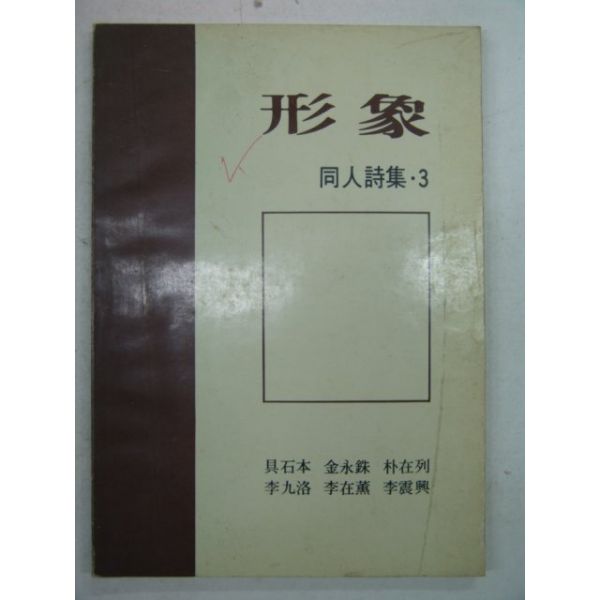 形象
同人詩集·3
具石本 金永銖 朴在列
李九洛 李在薰 李震興